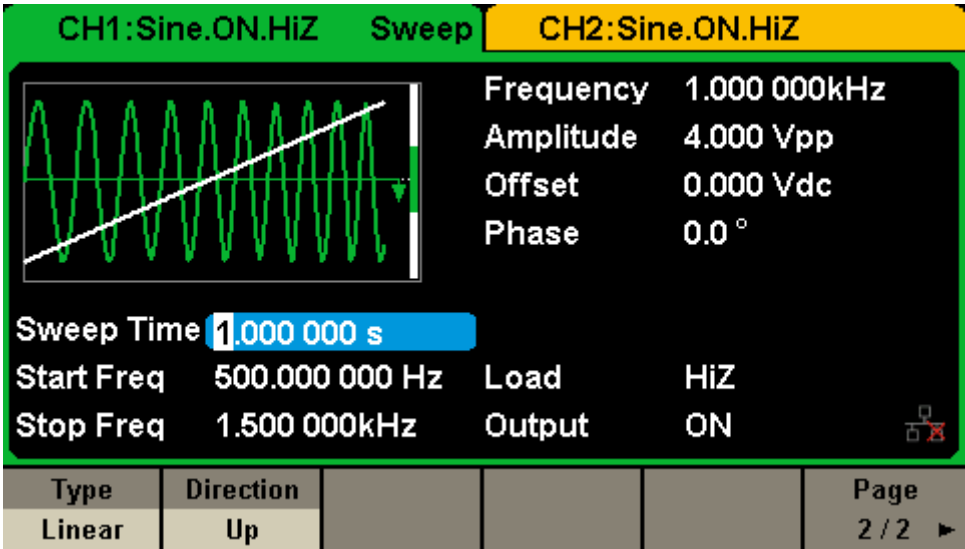 CH1:Sine.ON.HiZ Sweep CH2:Sine.ON.HiZ
Frequency 1.000 000kHz
Amplitude 4.000 Vpp
Offset 0.000 Vdc
Phase 0.0 °
Sweep Time 1.000 000 s
Start Freq 500.000 000 Hz Load HiZ
Stop Freq 1.500 000kHz Output ON
Type Direction Page
Linear Up 2 / 2 ►